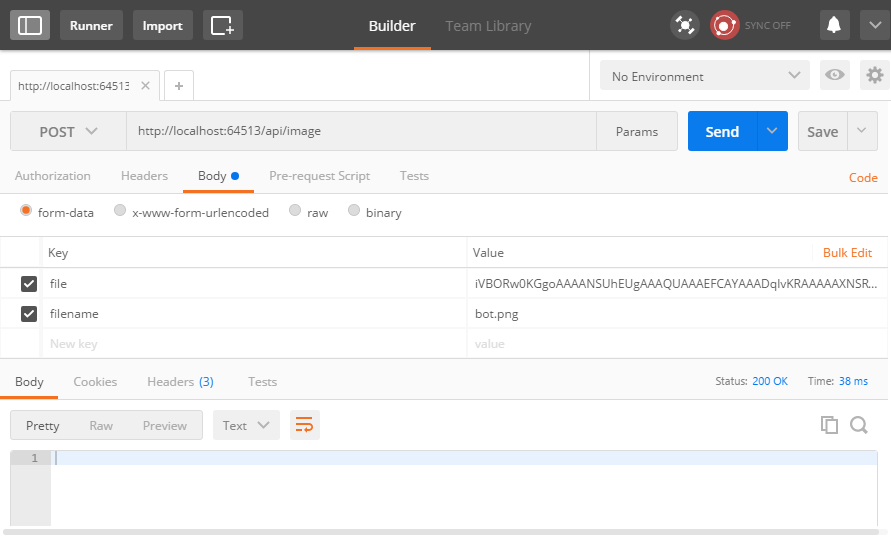 Runner Import Builder Team Library SYNC OFF
http://localhost:64513 No Environment
POST http://localhost:64513/api/image Params Send Save
Authorization Headers Body Pre-request Script Tests Code
form-data x-www-form-urlencoded raw binary
Key Value Bulk Edit
file iVBORw0KGgoAAAANSUhEUgAAAQUAAAEFCAYAAADqlvKRAAAAAXNSR...
filename bot.png
New key value
Body Cookies Headers (3) Tests Status: 200 OK Time: 38 ms
Pretty Raw Preview Text
1